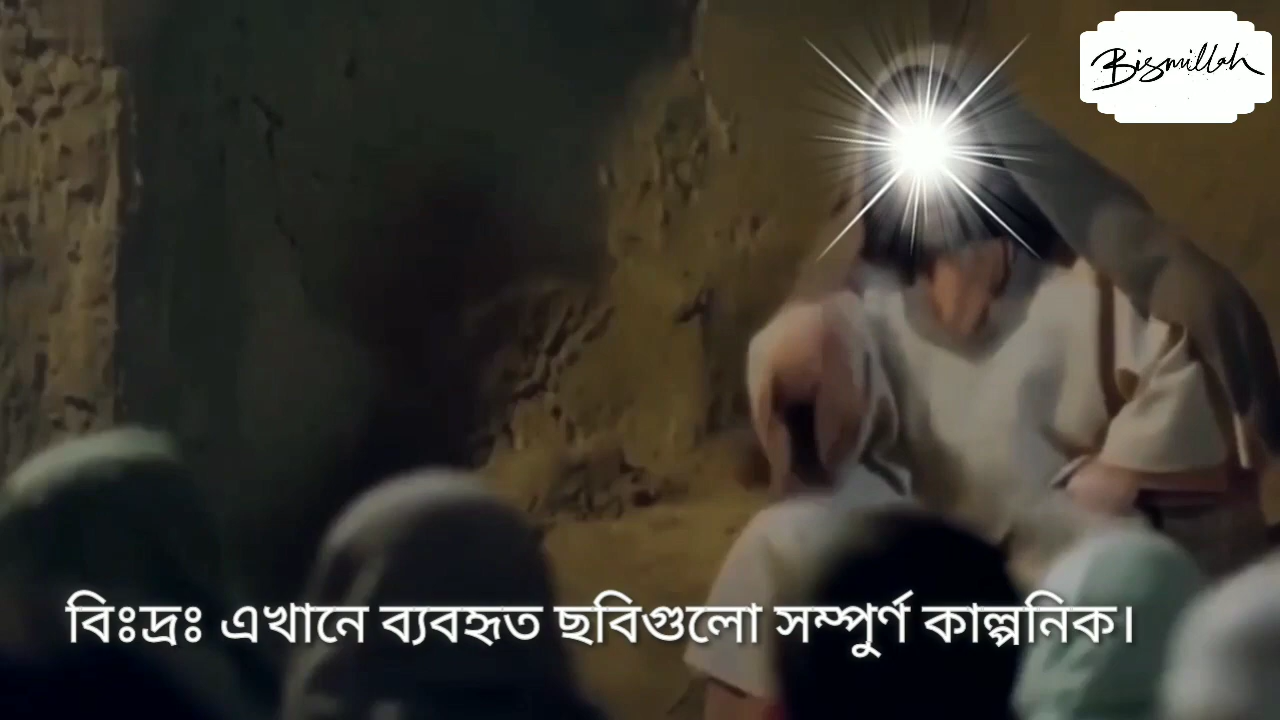 Bismillah
বিঃদ্রঃ এখানে ব্যবহৃত ছবিগুলো সম্পুর্ণ কাল্পনিক।